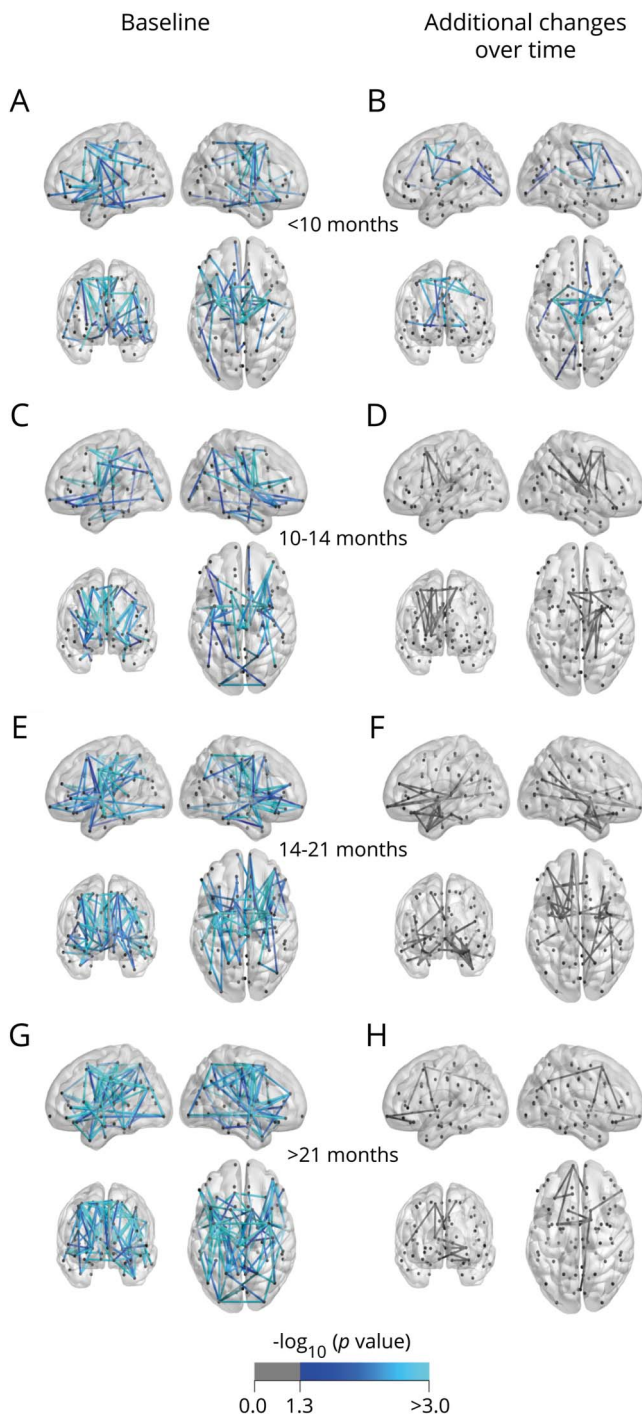 Baseline
Additional changes
over time
A
B
<10 months
C
D
10-14 months
E
F
14-21 months
G
H
>21 months
-log10 (p value)
0.0 1.3 >3.0